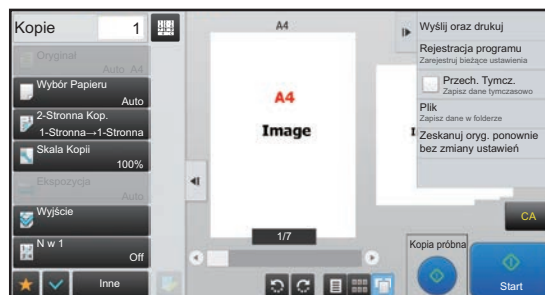 Kopie
1
Oryginał
Auto A4
Wybór Papieru
Auto
2-Stronna Kop.
1-Stronna→1-Stronna
Skala Kopii
100%
Ekspozycja
Auto
Wyjście
N w 1
Off
Inne
A4
A4
Image
1/7
Wyślij oraz drukuj
Rejestracja programu
Zarejestruj bieżące ustawienia
Przech. Tymcz.
Zapisz dane tymczasowo
Plik
Zapisz dane w folderze
Zeskanuj oryg. ponownie
bez zmiany ustawień
CA
Kopia próbna
Start